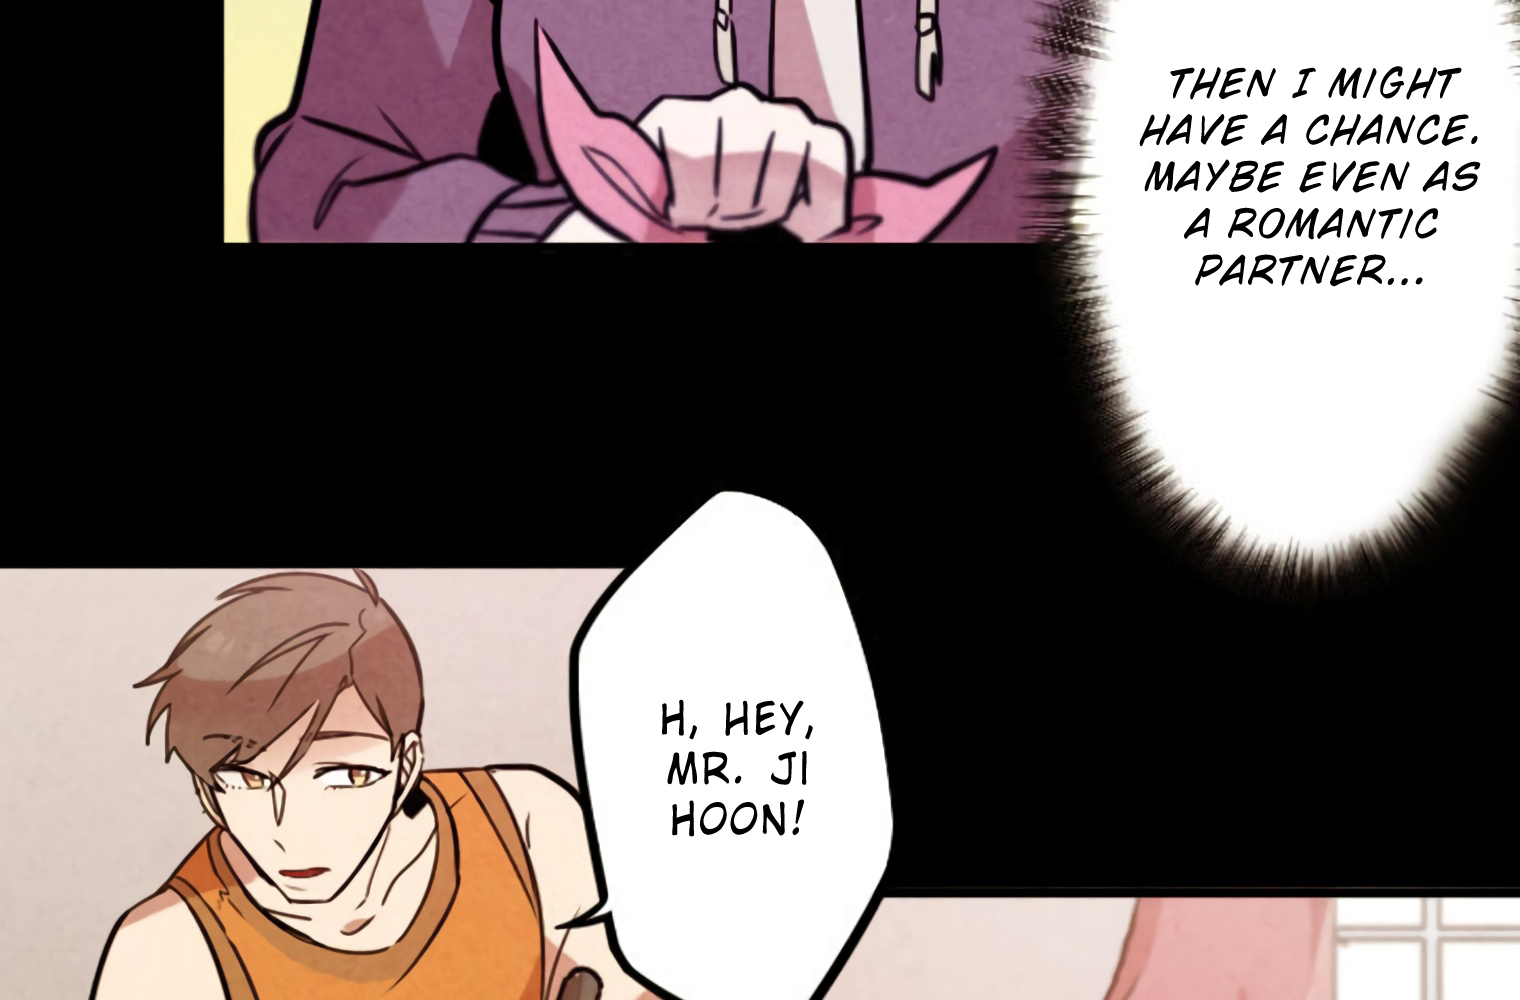 THEN I MIGHT
HAVE A CHANCE.
MAYBE EVEN AS
A ROMANTIC
PARTNER...
H, HEY,
MR. JI
HOON!